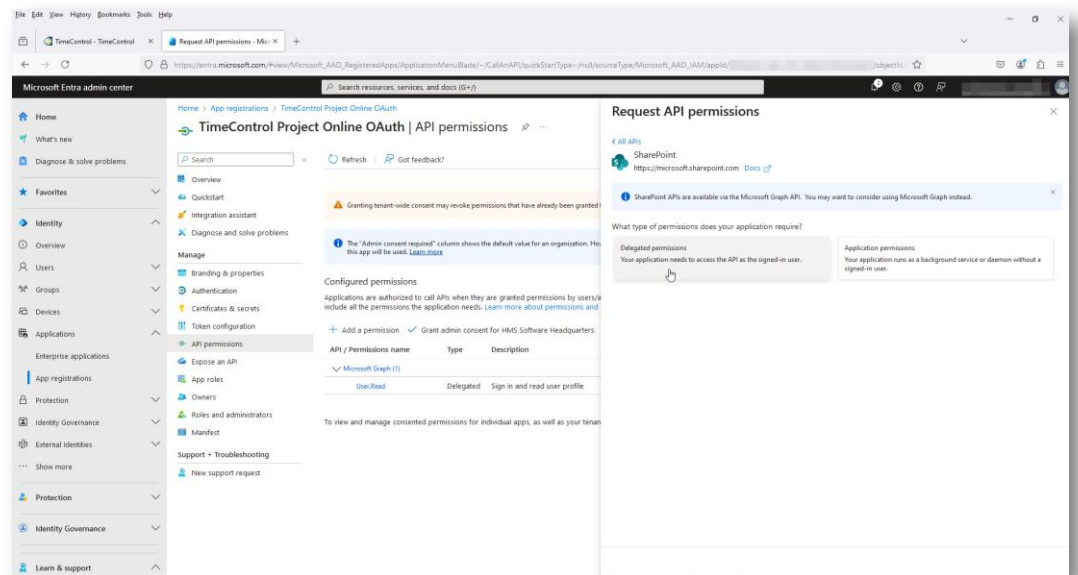 File Edit View History Bookmarks Tools Help
TimeControl - TimeControl
Request API permissions - Micr
https://entra.microsoft.com/#view/Microsoft_AAD_RegisteredApps/ApplicationMenuBlade/~/CallAnAPI/quickStartType~/null/sourceType/Microsoft_AAD_IAM/appId/
/objectId
Microsoft Entra admin center
Search resources, services, and docs (G+/)
Home
What's new
Diagnose & solve problems
Favorites
Identity
Overview
Users
Groups
Devices
Applications
Enterprise applications
App registrations
Protection
Identity Governance
External Identities
Show more
Protection
Identity Governance
Learn & support
Home > App registrations > TimeControl Project Online OAuth
TimeControl Project Online OAuth | API permissions
Search
Overview
Quickstart
Integration assistant
Diagnose and solve problems
Manage
Branding & properties
Authentication
Certificates & secrets
Token configuration
API permissions
Expose an API
App roles
Owners
Roles and administrators
Manifest
Support + Troubleshooting
New support request
Refresh
Got feedback?
Granting tenant-wide consent may revoke permissions that have already been granted
The "Admin consent required" column shows the default value for an organization. Ho
this app will be used. Learn more
Configured permissions
Applications are authorized to call APIs when they are granted permissions by users/a
include all the permissions the application needs. Learn more about permissions and
Add a permission
Grant admin consent for HMS Software Headquarters
API / Permissions name Type Description
Microsoft Graph (1)
User.Read Delegated Sign in and read user profile
To view and manage consented permissions for individual apps, as well as your tenan
Request API permissions
All APIs
SharePoint
https://microsoft.sharepoint.com Docs
SharePoint APIs are available via the Microsoft Graph API. You may want to consider using Microsoft Graph instead.
What type of permissions does your application require?
Delegated permissions
Your application needs to access the API as the signed-in user.
Application permissions
Your application runs as a background service or daemon without a
signed-in user.